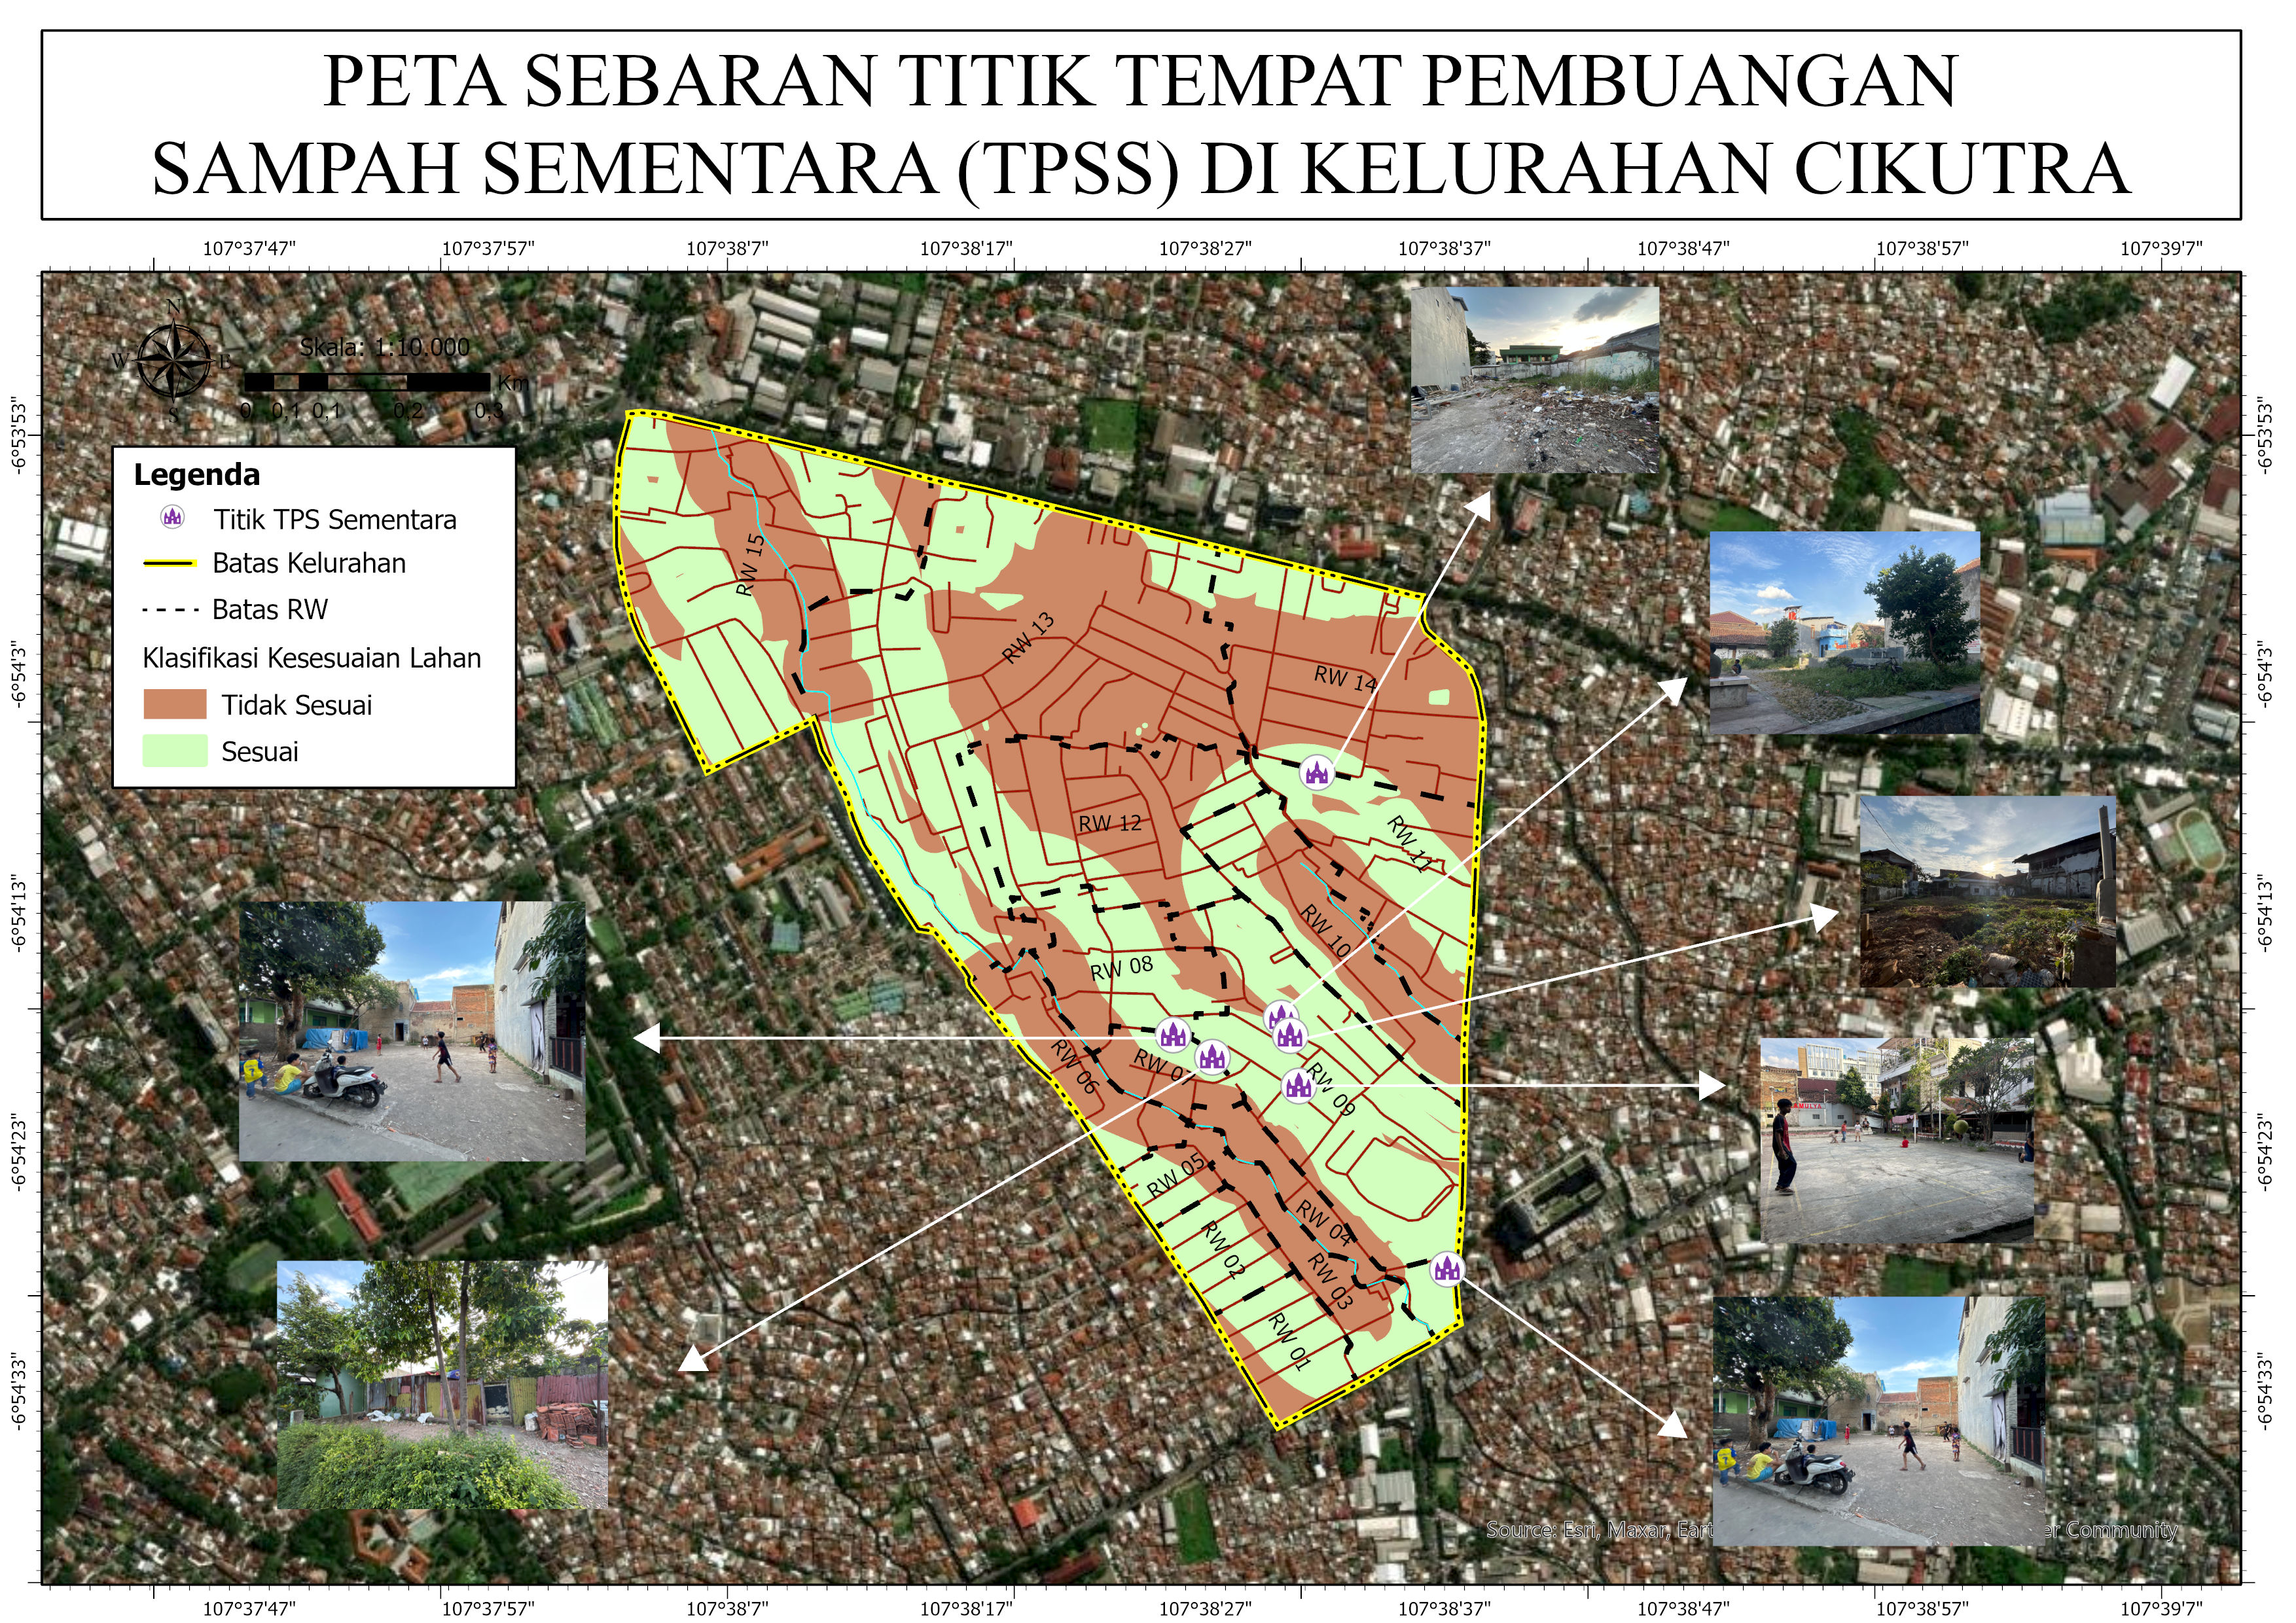 PETA SEBARAN TITIK TEMPAT PEMBUANGAN
SAMPAH SEMENTARA (TPSS) DI KELURAHAN CIKUTRA
107°37'47" 107°37'57" 107°38'7" 107°38'17" 107°38'27" 107°38'37" 107°38'47" 107°38'57" 107°39'7"
N
W E
S
Skala: 1:10.000
Km
0 0,1 0,1 0,2 0,3
-6°53'53" -6°53'53"
Legenda
Titik TPS Sementara
Batas Kelurahan
Batas RW
Klasifikasi Kesesuaian Lahan
Tidak Sesuai
Sesuai
RW 15
RW 13
RW 14
-6°54'3" -6°54'3"
RW 12
RW 11
-6°54'13" -6°54'13"
RW 10
RW 08
RW 06
RW 09
-6°54'23" -6°54'23"
RW 05
RW 04
RW 02
RW 03
RW 01
-6°54'33" -6°54'33"
Source: Esri, Maxar, Eart er Community
107°37'47" 107°37'57" 107°38'7" 107°38'17" 107°38'27" 107°38'37" 107°38'47" 107°38'57" 107°39'7"